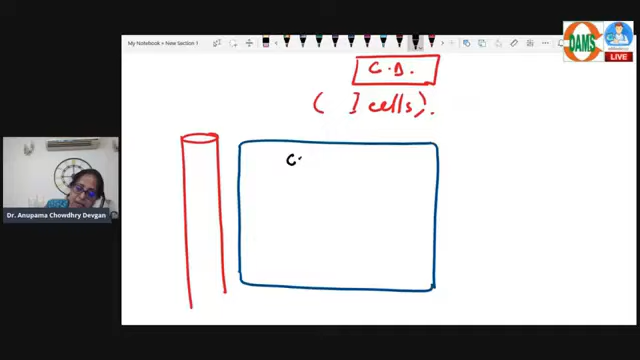 My Notebook > New Section 1
DAMS
LIVE
C.D.
( I cells).
C.
Dr. Anupama Chowdhry Devgan